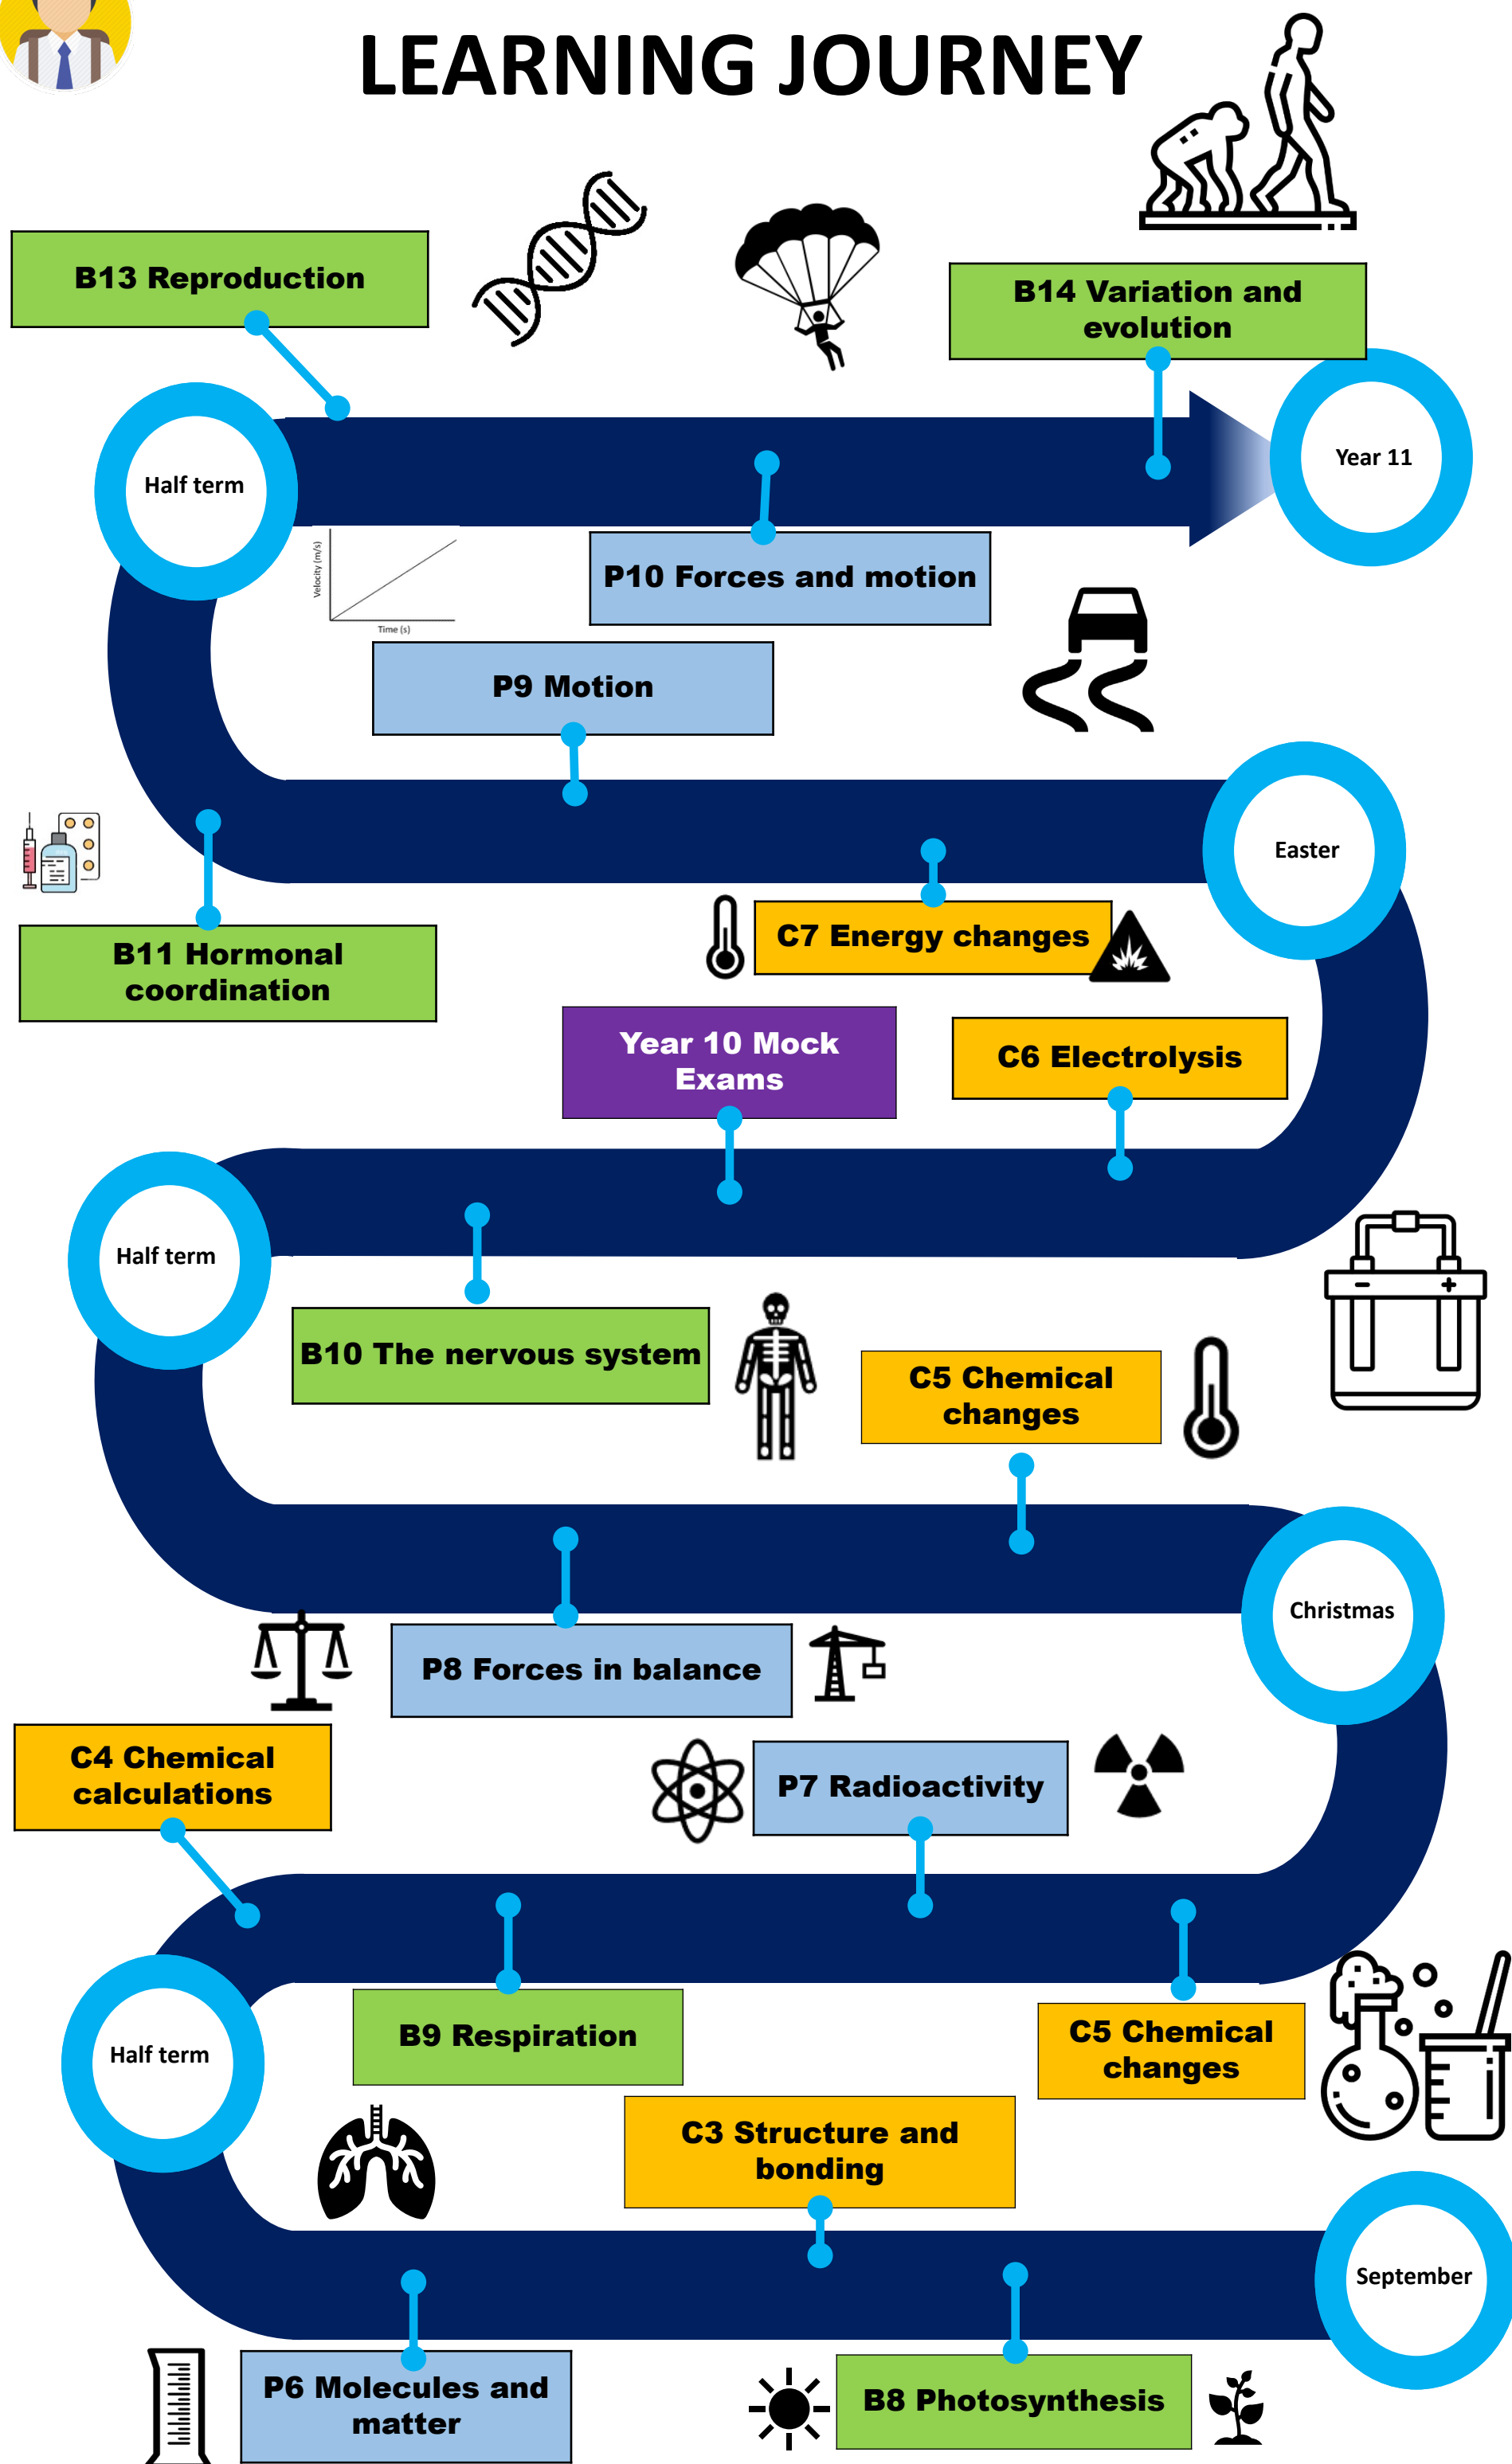 LEARNING JOURNEY
B13 Reproduction
B14 Variation and
evolution
Half term
Year 11
Velocity (m/s)
Time (s)
P10 Forces and motion
P9 Motion
Easter
C7 Energy changes
B11 Hormonal
coordination
Year 10 Mock
Exams
C6 Electrolysis
Half term
B10 The nervous system
C5 Chemical
changes
- +
Christmas
P8 Forces in balance
C4 Chemical
calculations
P7 Radioactivity
Half term
B9 Respiration
C5 Chemical
changes
C3 Structure and
bonding
September
P6 Molecules and
matter
B8 Photosynthesis